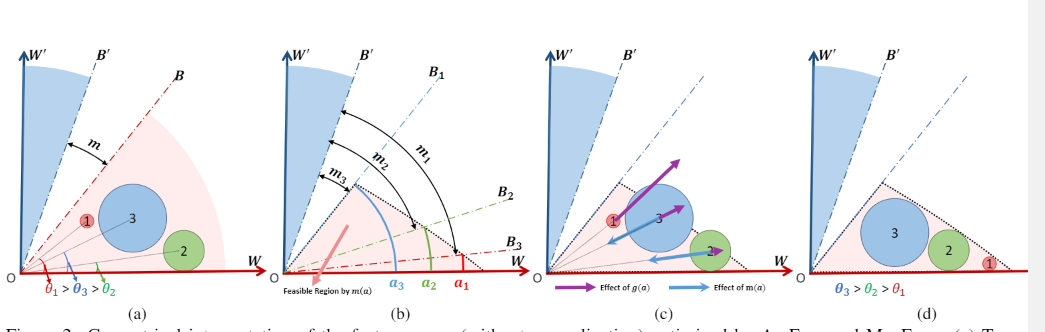 W′ B′ B m 1 3 2 O W
θ₁ > θ₃ > θ₂
(a)
W′ B′ B₁ m₁ m₂ m₃ B₂ B₃ O W
Feasible Region by m(a) a₃ a₂ a₁
(b)
W′ B′ 1 3 2 O W
Effect of g(a) Effect of m(a)
(c)
W′ B′ 3 2 1 O
θ₃ > θ₂ > θ₁
(d)